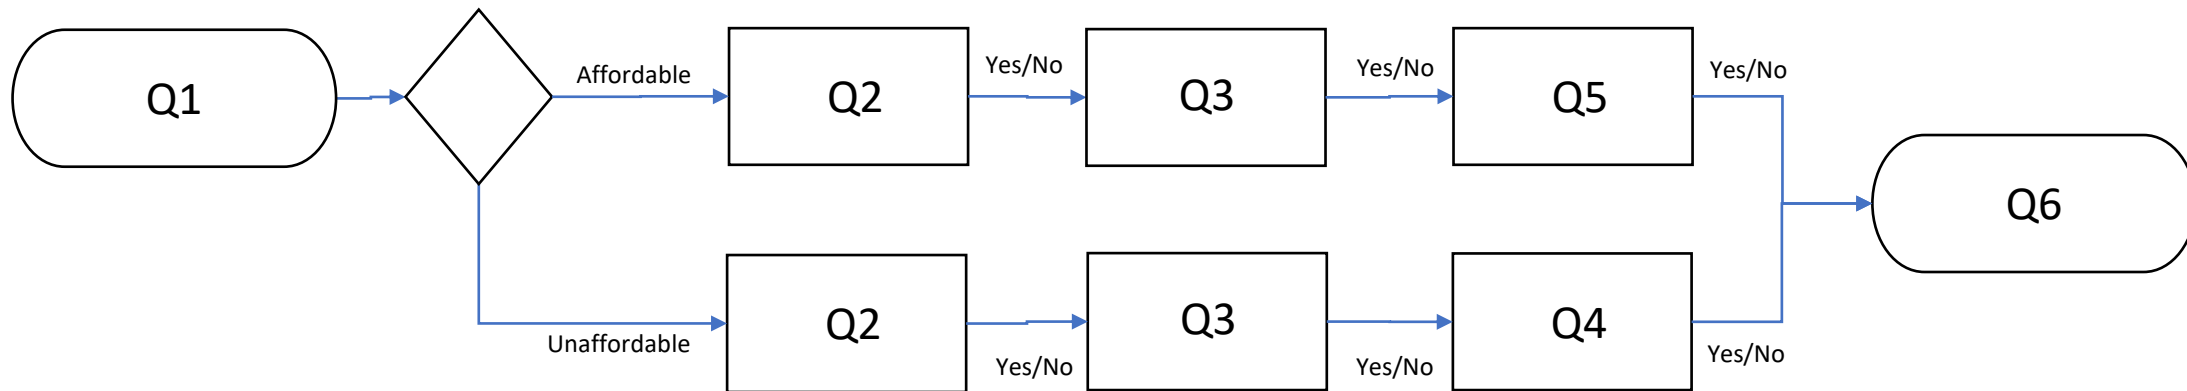 Q1
Affordable
Q2
Yes/No
Q3
Yes/No
Q5
Yes/No
Q6
Unaffordable
Q2
Yes/No
Q3
Yes/No
Q4
Yes/No